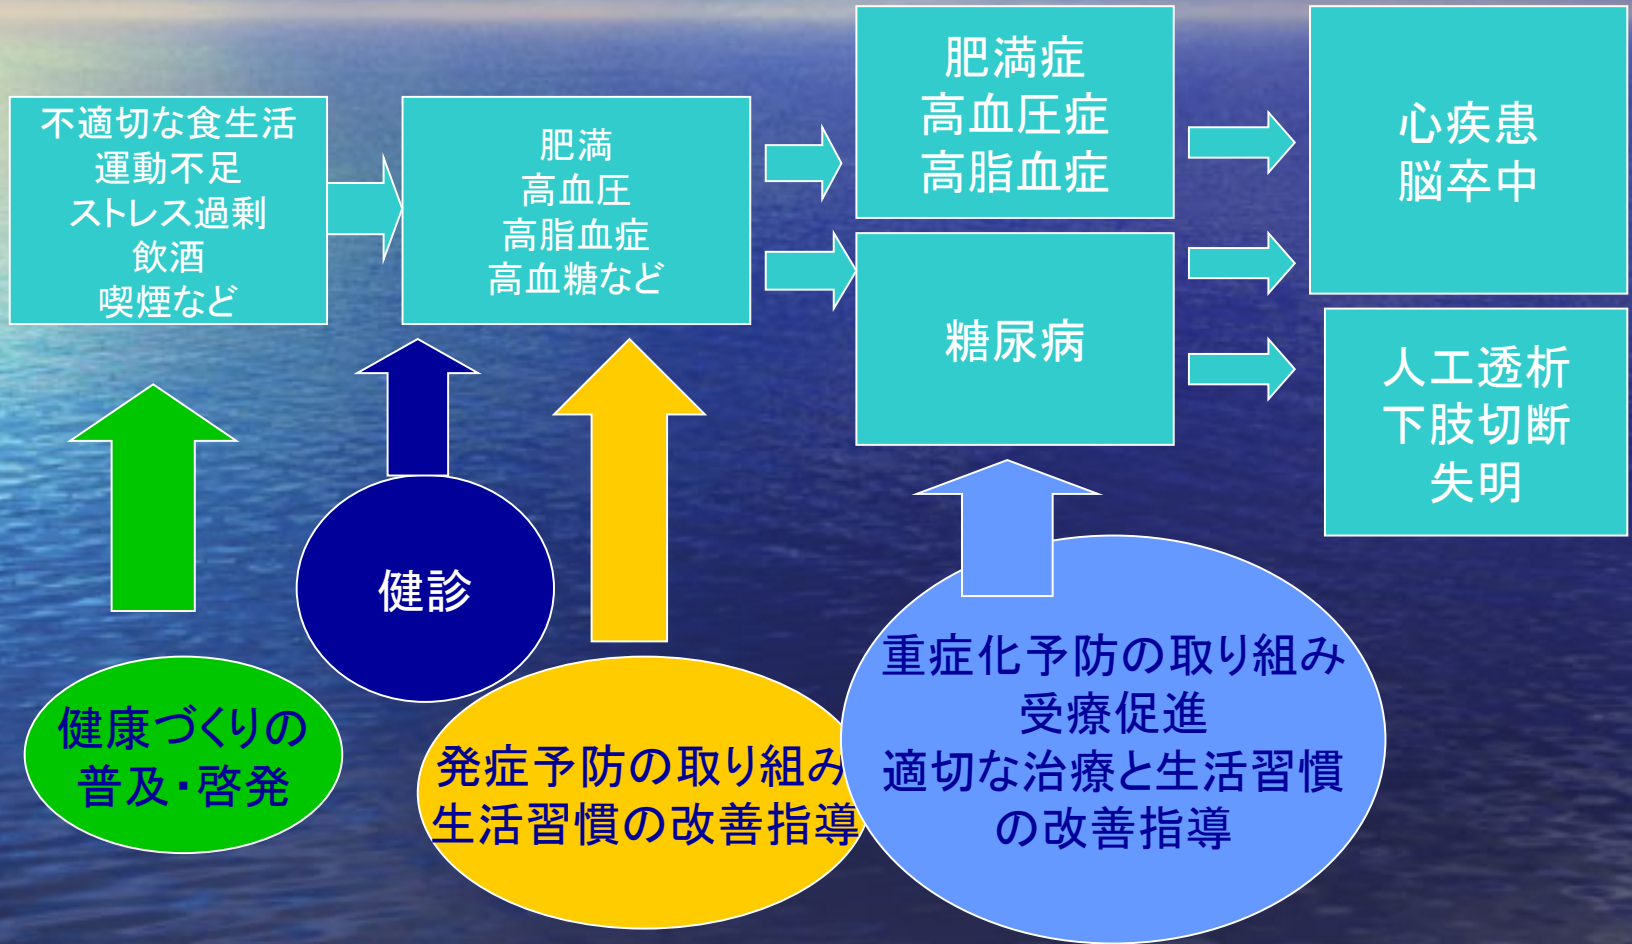 不適切な食生活
運動不足
ストレス過剰
飲酒
喫煙など
肥満
高血圧
高脂血症
高血糖など
肥満症
高血圧症
高脂血症
糖尿病
心疾患
脳卒中
人工透析
下肢切断
失明
健康づくりの
普及・啓発
健診
発症予防の取り組み
生活習慣の改善指導
重症化予防の取り組み
受療促進
適切な治療と生活習慣
の改善指導